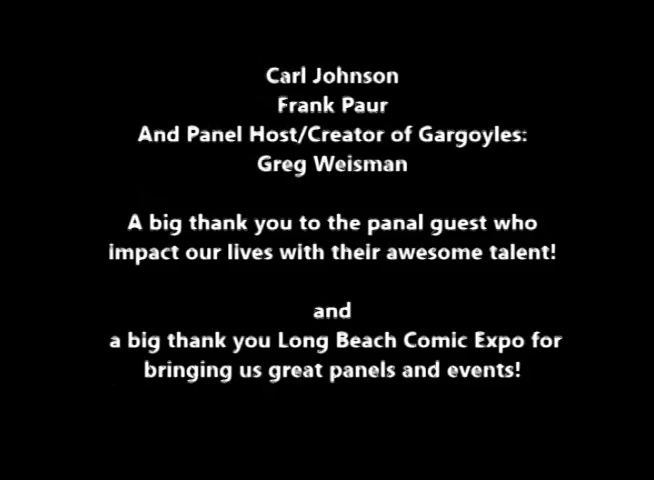 Carl Johnson
Frank Paur
And Panel Host/Creator of Gargoyles:
Greg Weisman
A big thank you to the panal guest who
impact our lives with their awesome talent!
and
a big thank you Long Beach Comic Expo for
bringing us great panels and events!